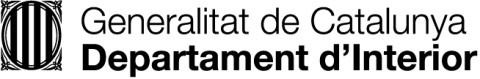 Generalitat de Catalunya
Departament d'Interior